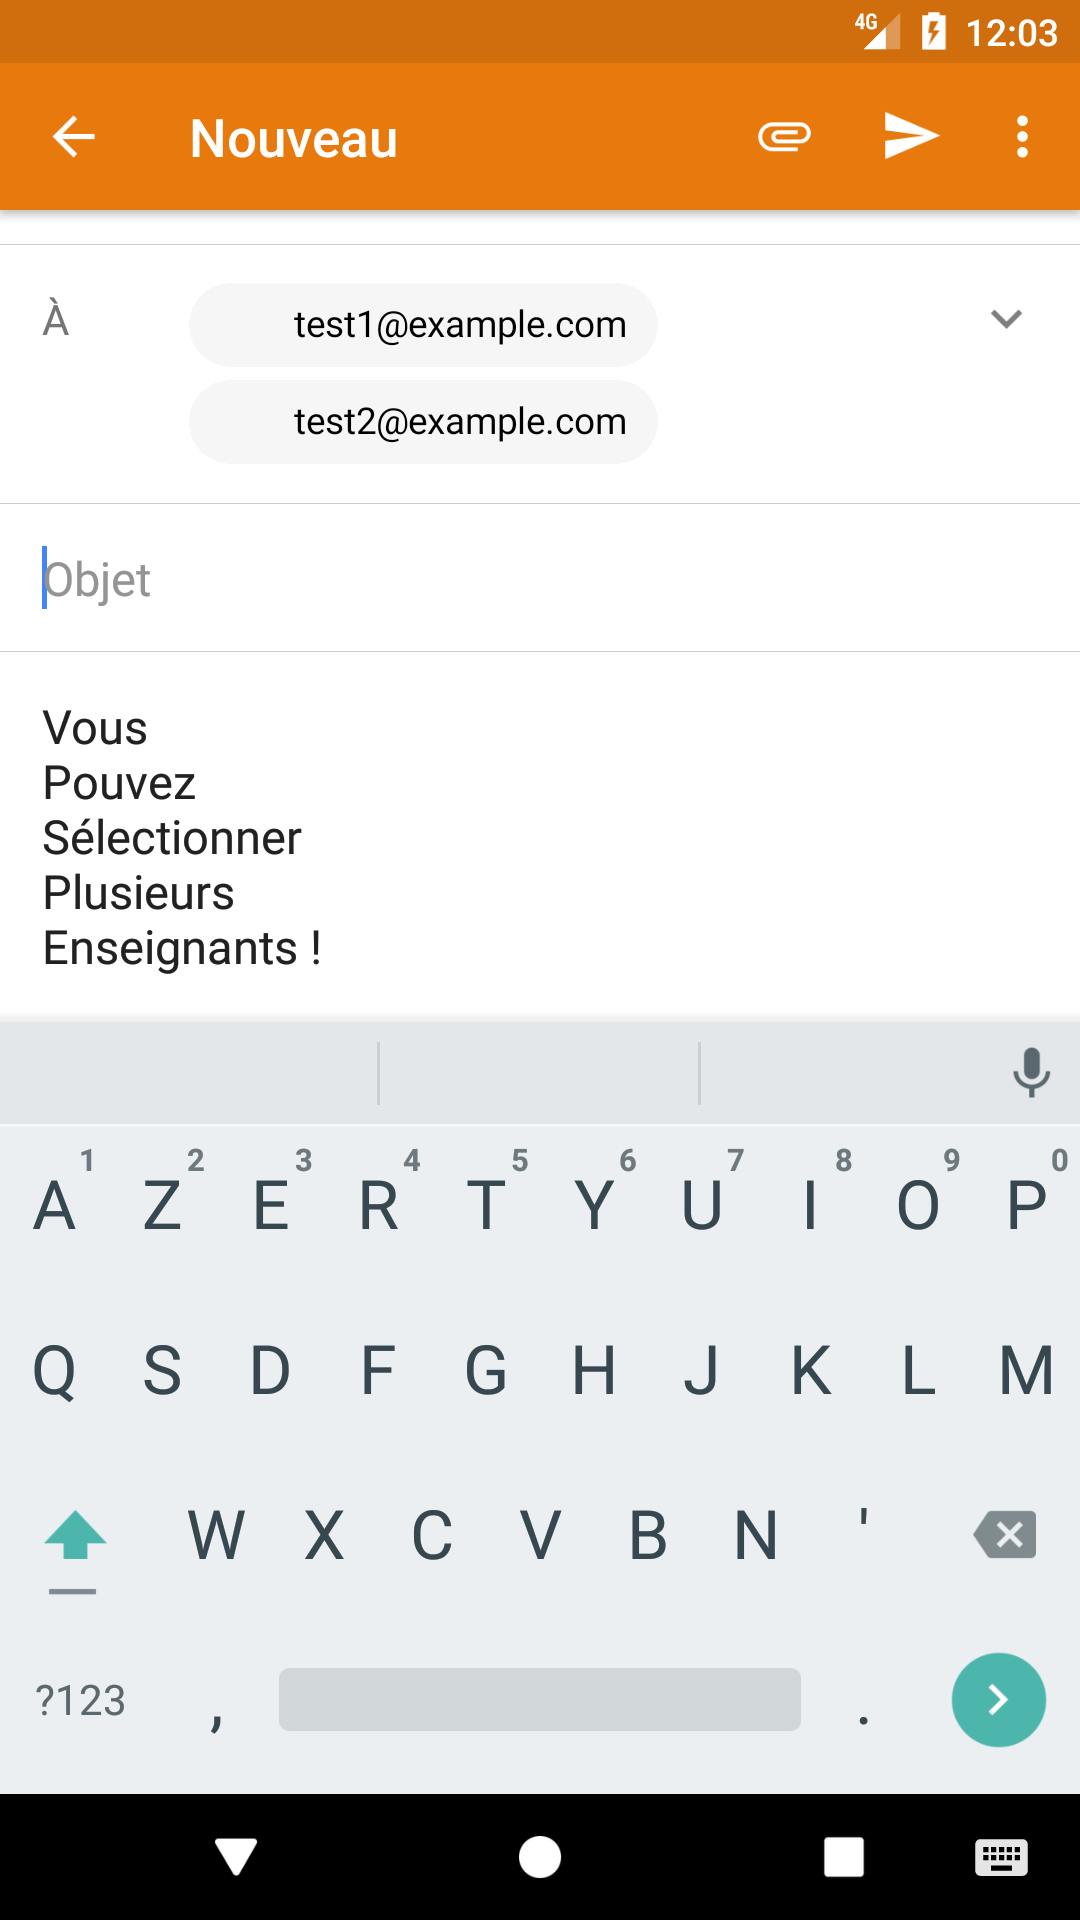 4G 12:03
Nouveau
À test1@example.com
test2@example.com
Objet
Vous
Pouvez
Sélectionner
Plusieurs
Enseignants !
1 2 3 4 5 6 7 8 9 0
A Z E R T Y U I O P
Q S D F G H J K L M
W X C V B N '
?123 , .